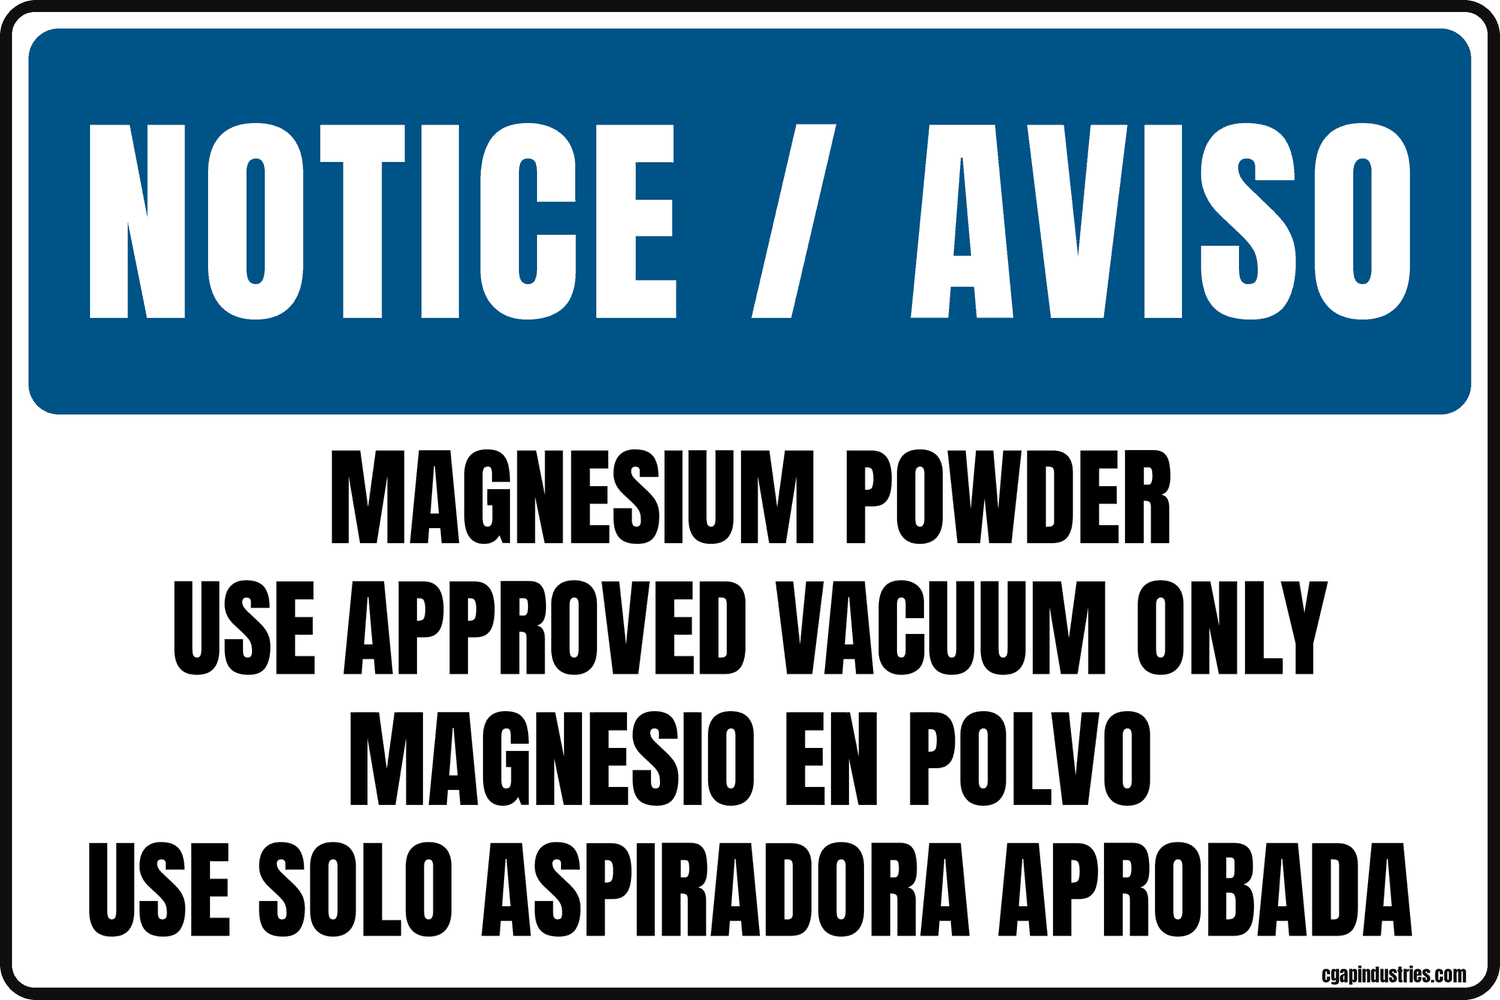 NOTICE / AVISO
MAGNESIUM POWDER
USE APPROVED VACUUM ONLY
MAGNESIO EN POLVO
USE SOLO ASPIRADORA APROBADA
cgapindustries.com